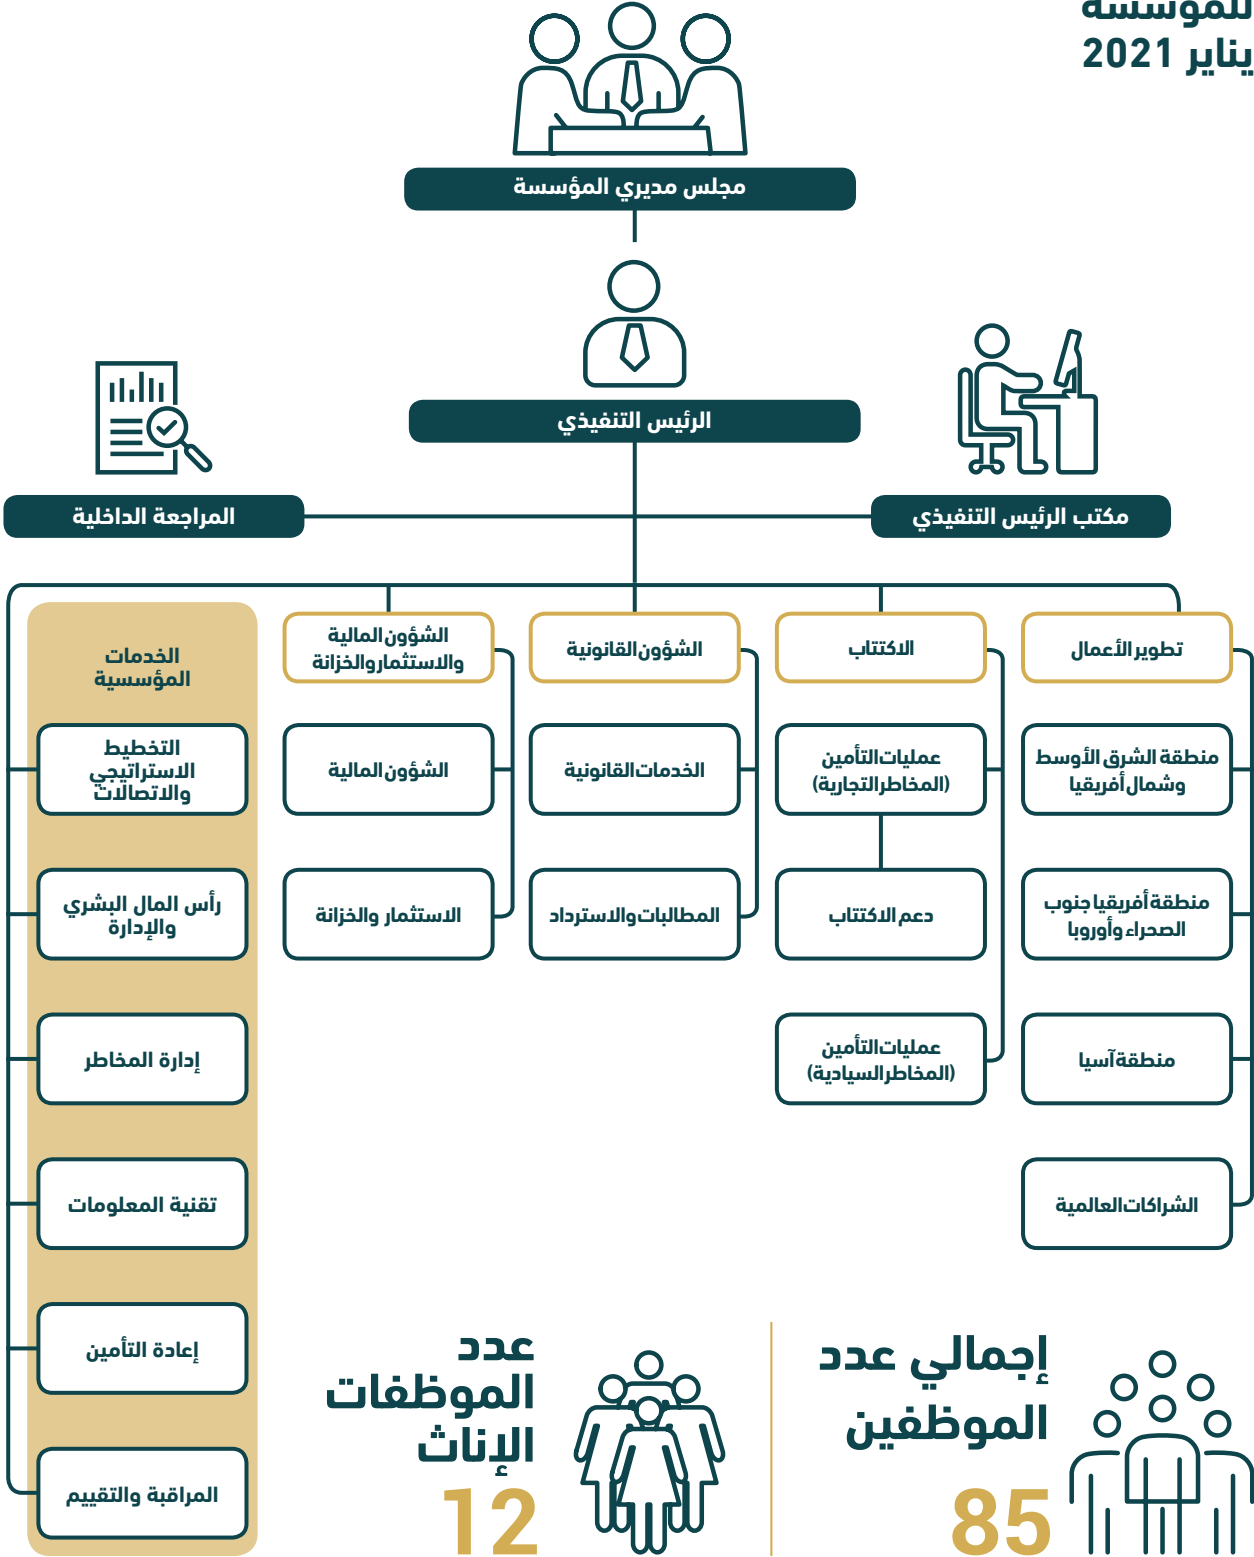 للمؤسسة
يناير 2021
مجلس مديري المؤسسة
الرئيس التنفيذي
مكتب الرئيس التنفيذي
المراجعة الداخلية
تطوير الأعمال
منطقة الشرق الأوسط
وشمال أفريقيا
منطقة أفريقيا جنوب
الصحراء وأوروبا
منطقة آسيا
الشراكات العالمية
الاكتتاب
عمليات التأمين
(المخاطر التجارية)
دعم الاكتتاب
عمليات التأمين
(المخاطر السيادية)
الشؤون القانونية
الخدمات القانونية
المطالبات والاسترداد
الشؤون المالية
والاستثمار والخزانة
الشؤون المالية
الاستثمار والخزانة
الخدمات
المؤسسية
التخطيط
الاستراتيجي
والاتصالات
رأس المال البشري
والإدارة
إدارة المخاطر
تقنية المعلومات
إعادة التأمين
المراقبة والتقييم
إجمالي عدد
الموظفين
85
عدد
الموظفات
الإناث
12